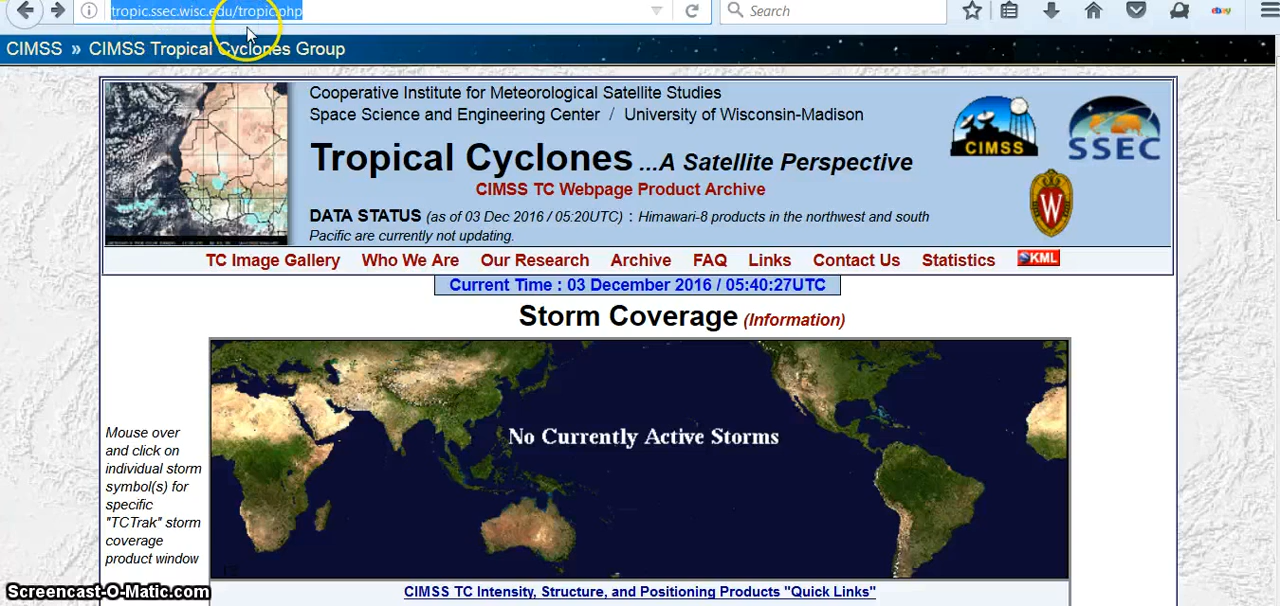 tropic.ssec.wisc.edu/tropic.php
Search
ebay
CIMSS » CIMSS Tropical Cyclones Group
Cooperative Institute for Meteorological Satellite Studies
Space Science and Engineering Center / University of Wisconsin-Madison
Tropical Cyclones ...A Satellite Perspective
CIMSS TC Webpage Product Archive
DATA STATUS (as of 03 Dec 2016 / 05:20UTC) : Himawari-8 products in the northwest and south
Pacific are currently not updating.
CIMSS
SSEC
W
TC Image Gallery Who We Are Our Research Archive FAQ Links Contact Us Statistics KML
Current Time : 03 December 2016 / 05:40:27UTC
Storm Coverage (Information)
No Currently Active Storms
Mouse over
and click on
individual storm
symbol(s) for
specific
"TCTrak" storm
coverage
product window
CIMSS TC Intensity, Structure, and Positioning Products "Quick Links"
Screencast-O-Matic.com